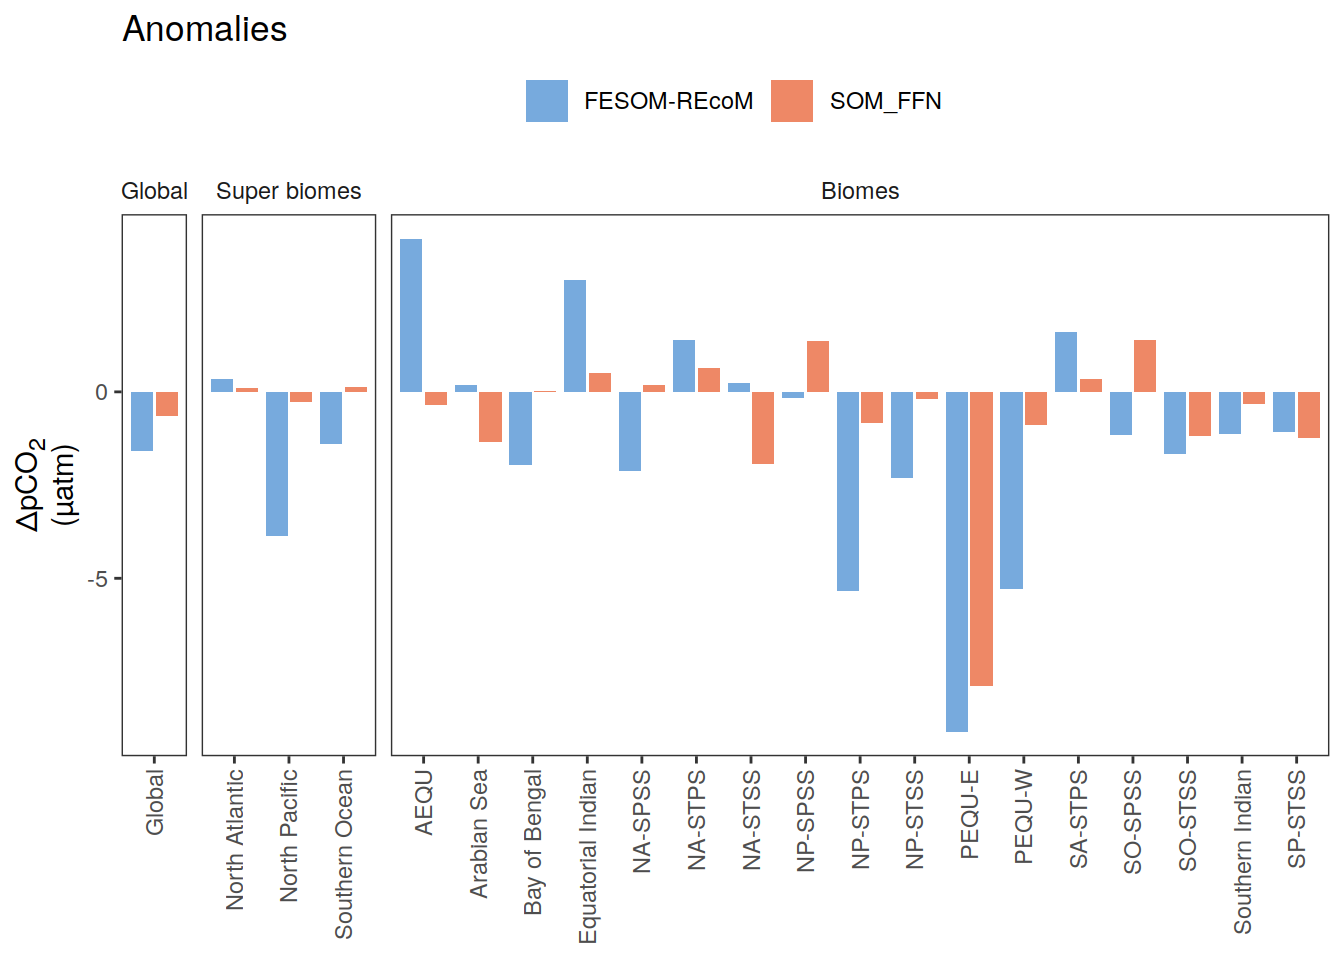 Anomalies
FESOM-REcoM SOM_FFN
Global Super biomes Biomes
0
-5
ΔpCO₂
(µatm)
Global
North Atlantic
North Pacific
Southern Ocean
AEQU
Arabian Sea
Bay of Bengal
Equatorial Indian
NA-SPSS
NA-STPS
NA-STSS
NP-SPSS
NP-STPS
NP-STSS
PEQU-E
PEQU-W
SA-STPS
SO-SPSS
SO-STSS
Southern Indian
SP-STSS